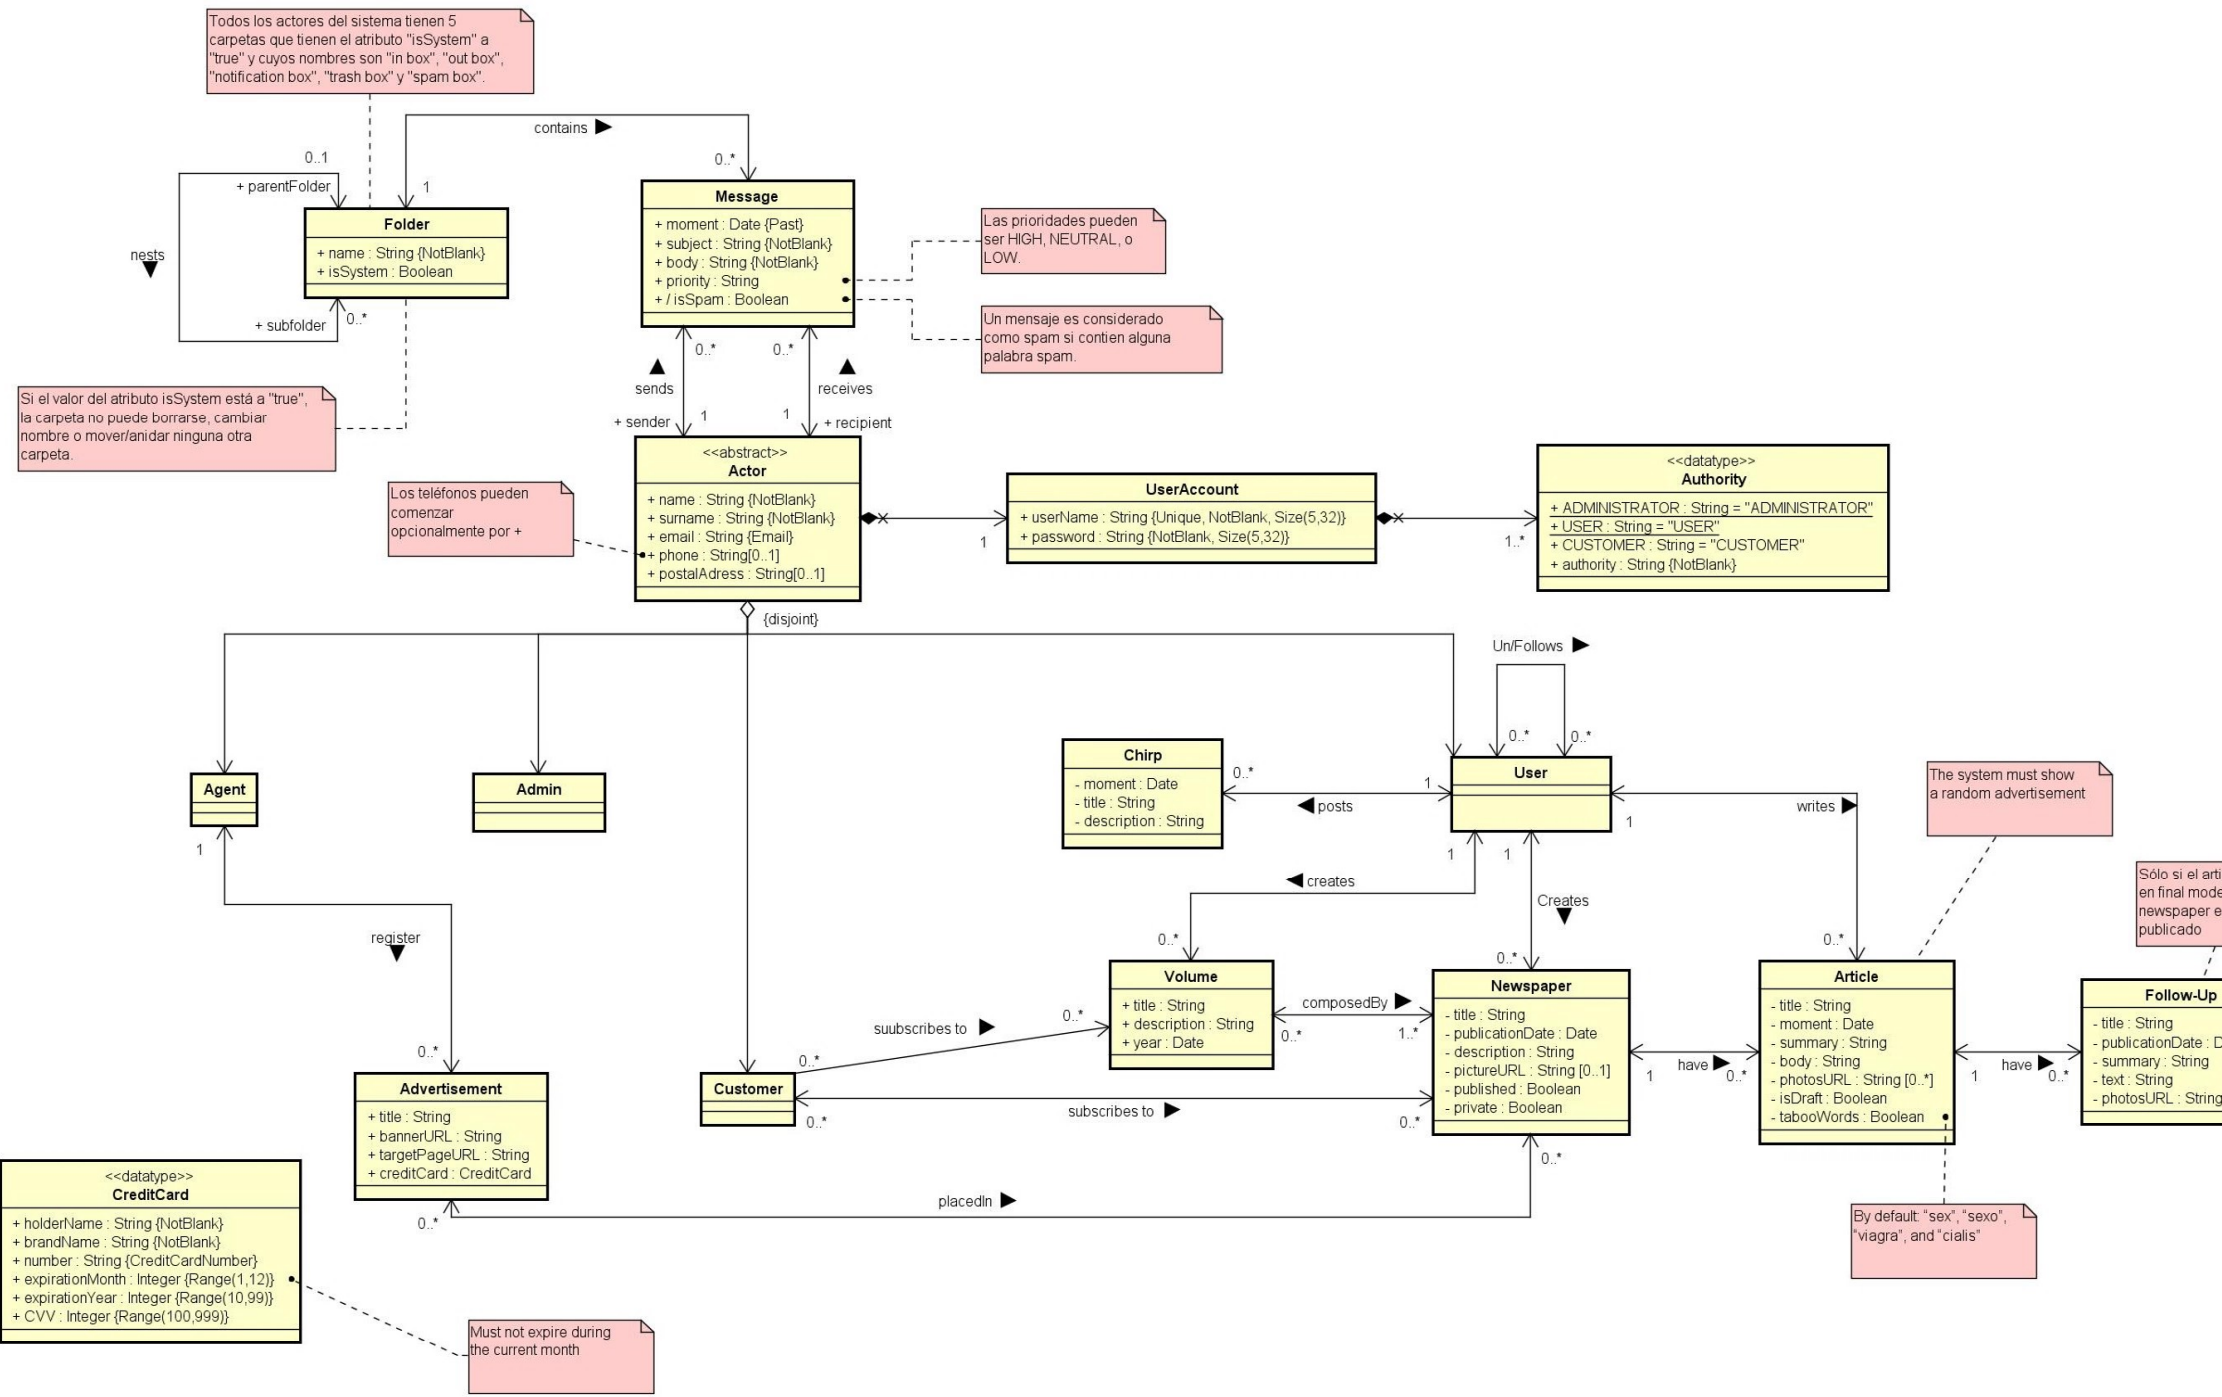 Todos los actores del sistema tienen 5
carpetas que tienen el atributo "isSystem" a
"true" y cuyos nombres son "in box", "out box",
"notification box", "trash box" y "spam box".
contains
0..1
+ parentFolder
1
0..*
nests
Folder
+ name : String {NotBlank}
+ isSystem : Boolean
+ subfolder
0..*
Message
+ moment : Date {Past}
+ subject : String {NotBlank}
+ body : String {NotBlank}
+ priority : String
+ / isSpam : Boolean
Las prioridades pueden
ser HIGH, NEUTRAL, o
LOW.
Un mensaje es considerado
como spam si contien alguna
palabra spam.
Si el valor del atributo isSystem está a "true",
la carpeta no puede borrarse, cambiar
nombre o mover/anidar ninguna otra
carpeta.
0..*
0..*
sends
receives
+ sender
1
1
+ recipient
Los teléfonos pueden
comenzar
opcionalmente por +
<<abstract>>
Actor
+ name : String {NotBlank}
+ surname : String {NotBlank}
+ email : String {Email}
+ phone : String[0..1]
+ postalAdress : String[0..1]
1
UserAccount
+ userName : String {Unique, NotBlank, Size(5,32)}
+ password : String {NotBlank, Size(5,32)}
1..*
<<datatype>>
Authority
+ ADMINISTRATOR : String = "ADMINISTRATOR"
+ USER : String = "USER"
+ CUSTOMER : String = "CUSTOMER"
+ authority : String {NotBlank}
{disjoint}
Un/Follows
0..*
0..*
Agent
Admin
Chirp
- moment : Date
- title : String
- description : String
0..*
posts
1
User
writes
1
The system must show
a random advertisement
1
register
0..*
creates
1
1
0..*
Creates
0..*
0..*
Sólo si el arti
en final mode
newspaper e
publicado
Volume
+ title : String
+ description : String
+ year : Date
composedBy
0..*
1..*
Newspaper
- title : String
- publicationDate : Date
- description : String
- pictureURL : String [0..1]
- published : Boolean
- private : Boolean
have
1
0..*
Article
- title : String
- moment : Date
- summary : String
- body : String
- photosURL : String [0..*]
- isDraft : Boolean
- tabooWords : Boolean
have
1
0..*
Follow-Up
- title : String
- publicationDate : D
- summary : String
- text : String
- photosURL : String
suubscribes to
0..*
0..*
Customer
subscribes to
0..*
0..*
Advertisement
+ title : String
+ bannerURL : String
+ targetPageURL : String
+ creditCard : CreditCard
0..*
placedIn
0..*
By default: “sex”, “sexo”,
“viagra”, and “cialis”
<<datatype>>
CreditCard
+ holderName : String {NotBlank}
+ brandName : String {NotBlank}
+ number : String {CreditCardNumber}
+ expirationMonth : Integer {Range(1,12)}
+ expirationYear : Integer {Range(10,99)}
+ CVV : Integer {Range(100,999)}
Must not expire during
the current month